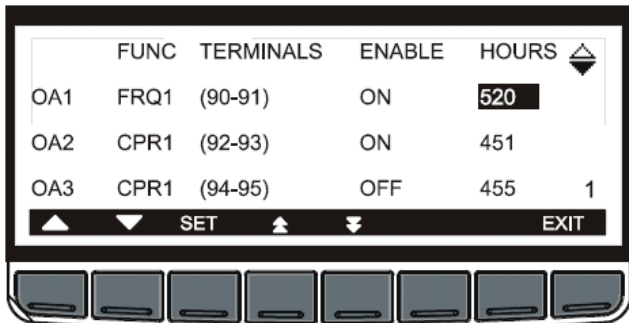 FUNC TERMINALS ENABLE HOURS
OA1 FRQ1 (90-91) ON 520
OA2 CPR1 (92-93) ON 451
OA3 CPR1 (94-95) OFF 455 1
SET EXIT